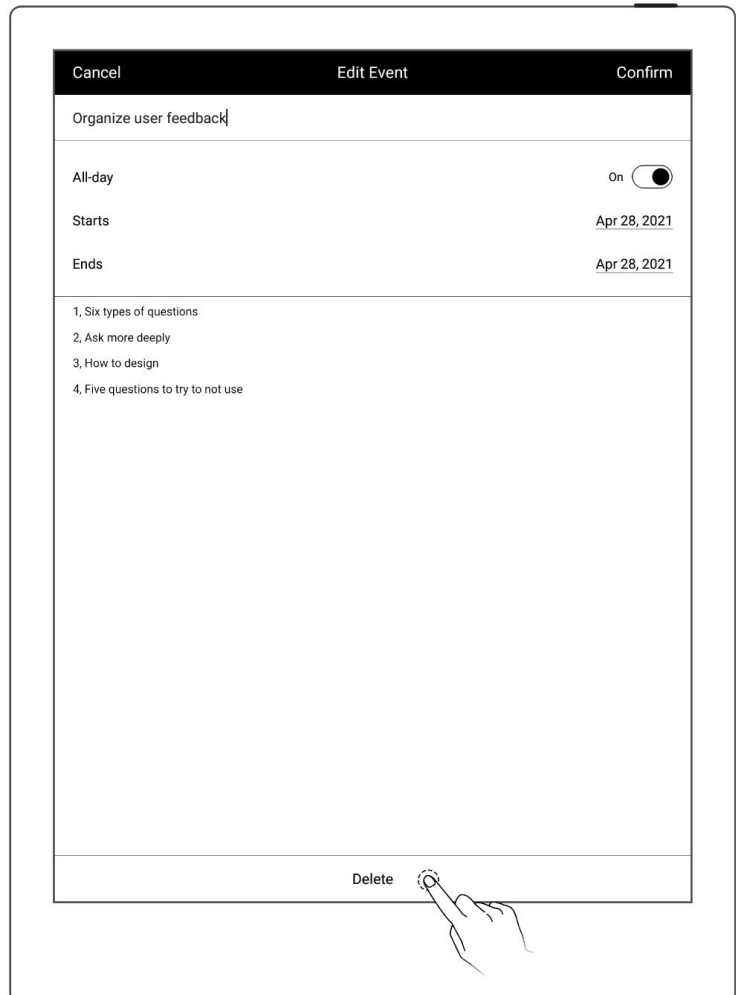 Cancel Edit Event Confirm
Organize user feedback
All-day On
Starts Apr 28, 2021
Ends Apr 28, 2021
1, Six types of questions
2, Ask more deeply
3, How to design
4, Five questions to try to not use
Delete